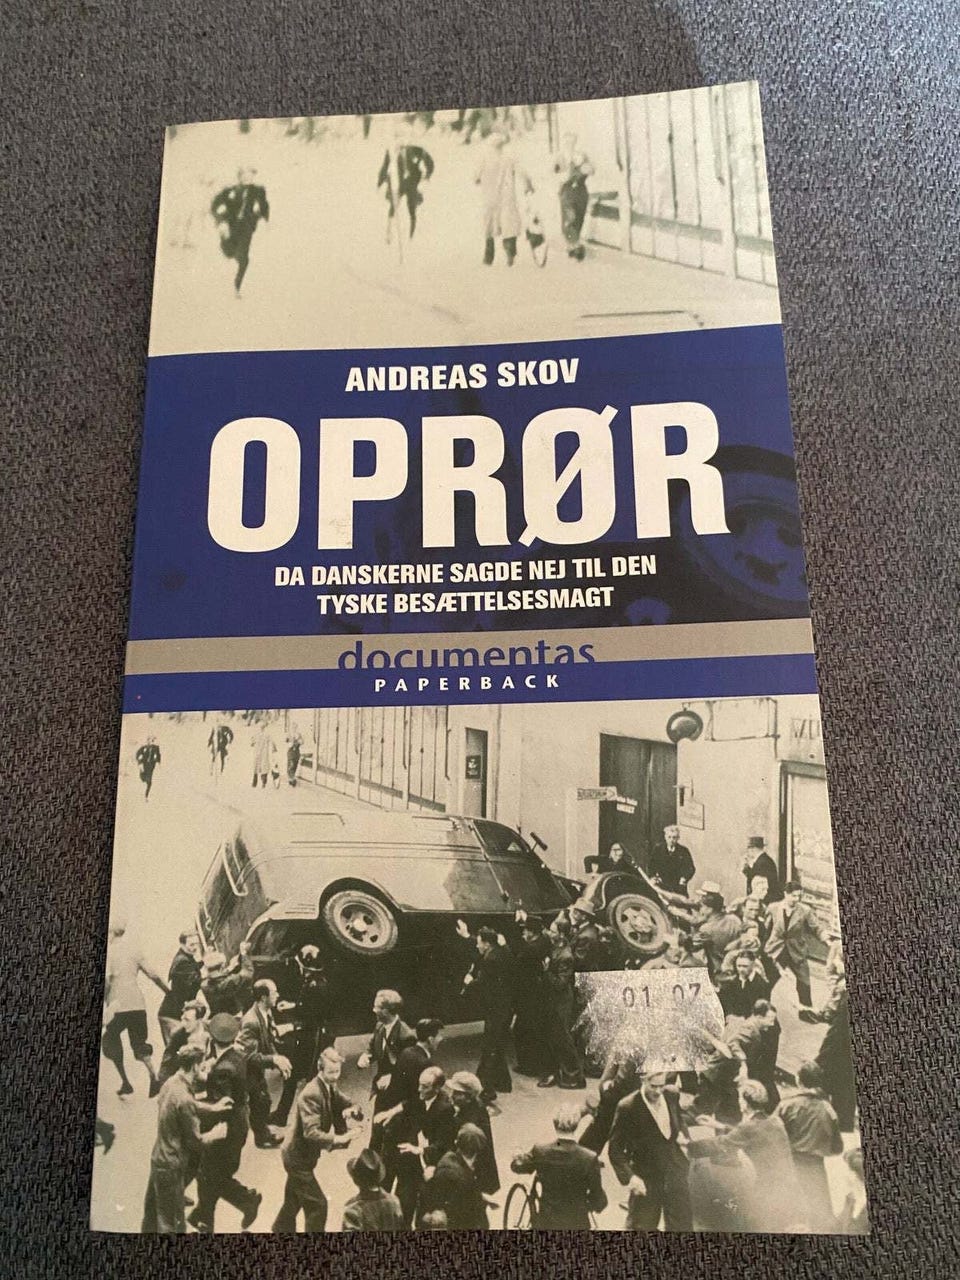 ANDREAS SKOV
OPRØR
DA DANSKERNE SAGDE NEJ TIL DEN
TYSKE BESÆTTELSESMAGT
documentas
PAPERBACK
01 07